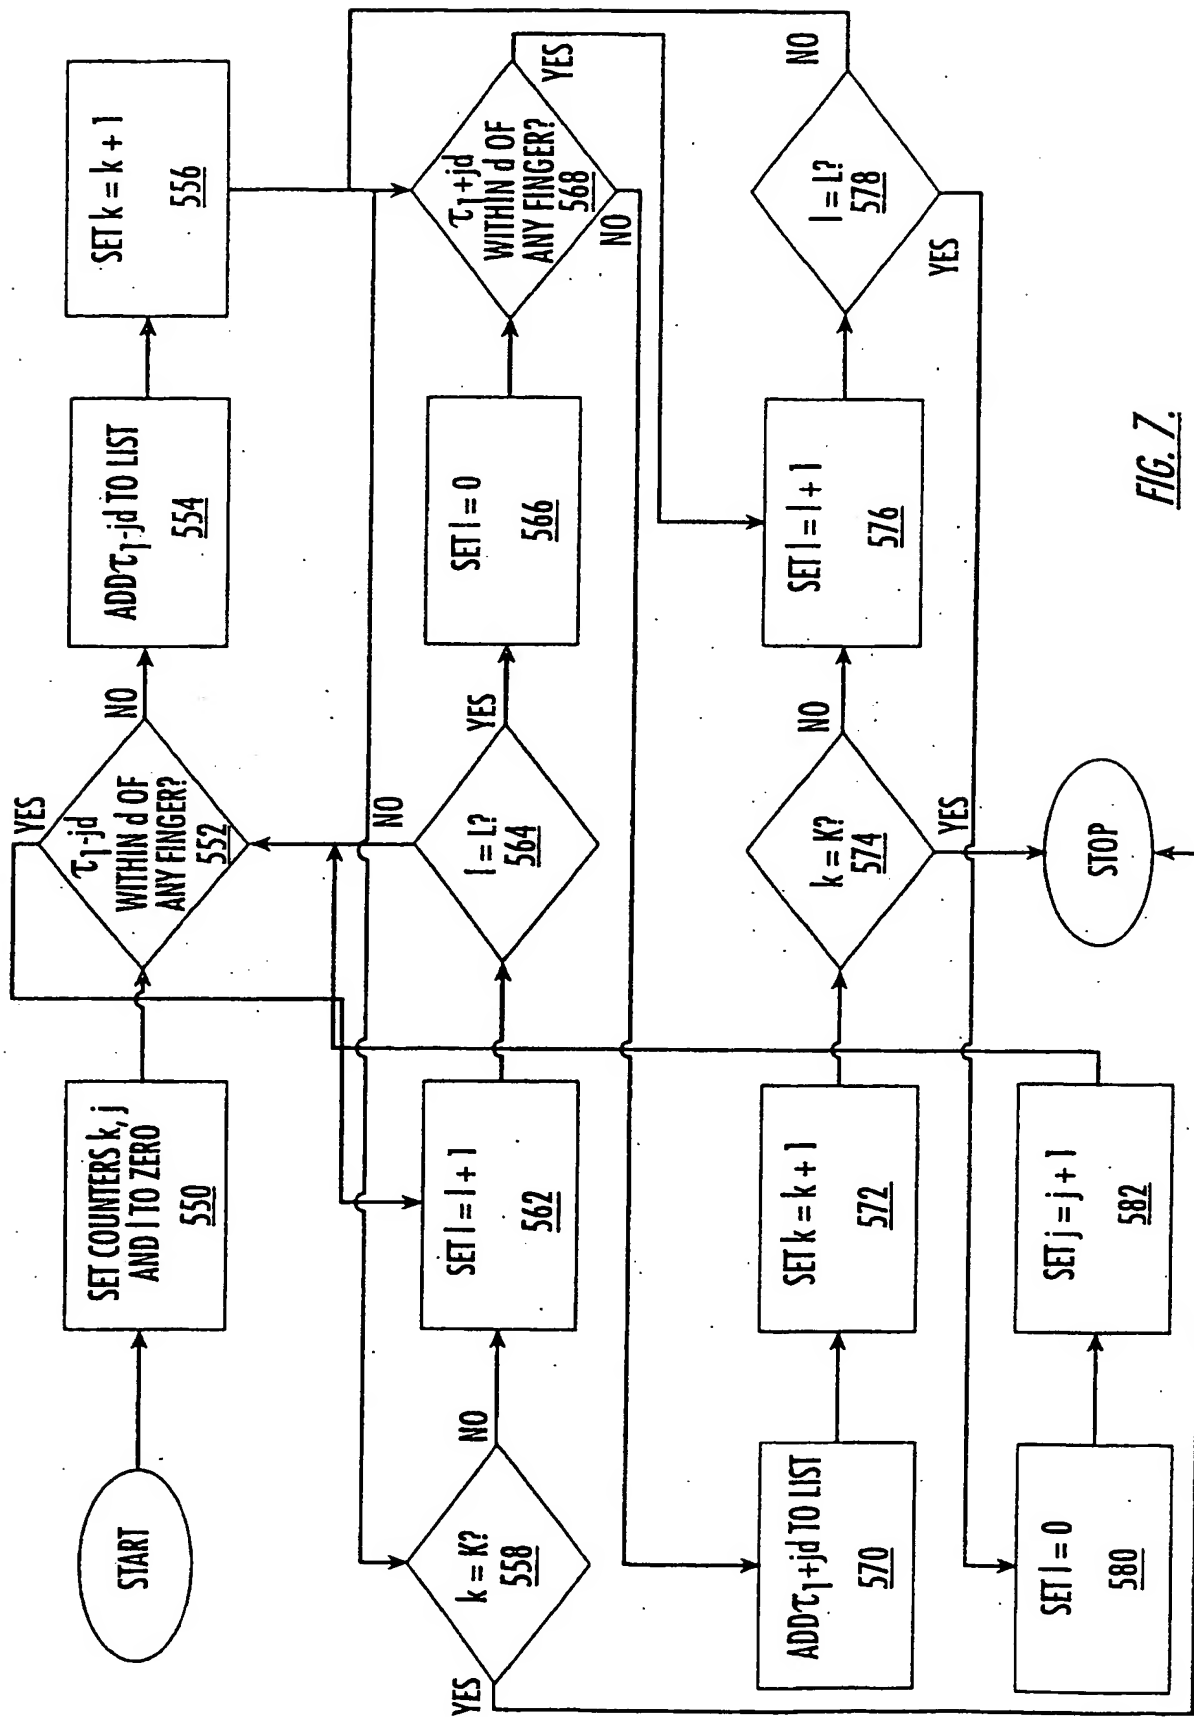 START
SET COUNTERS k, j
AND l TO ZERO
550
YES
τl-jd
WITHIN d OF
ANY FINGER?
552
NO
ADD τl-jd TO LIST
554
SET k = k + 1
556
k = K?
558
YES
NO
SET l = l + 1
562
NO
l = L?
564
YES
SET l = 0
566
τl+jd
WITHIN d OF
ANY FINGER?
568
YES
NO
ADD τl+jd TO LIST
570
SET k = k + 1
572
k = K?
574
NO
YES
SET l = l + 1
576
l = L?
578
NO
YES
SET l = 0
580
SET j = j + 1
582
STOP
FIG. 7.